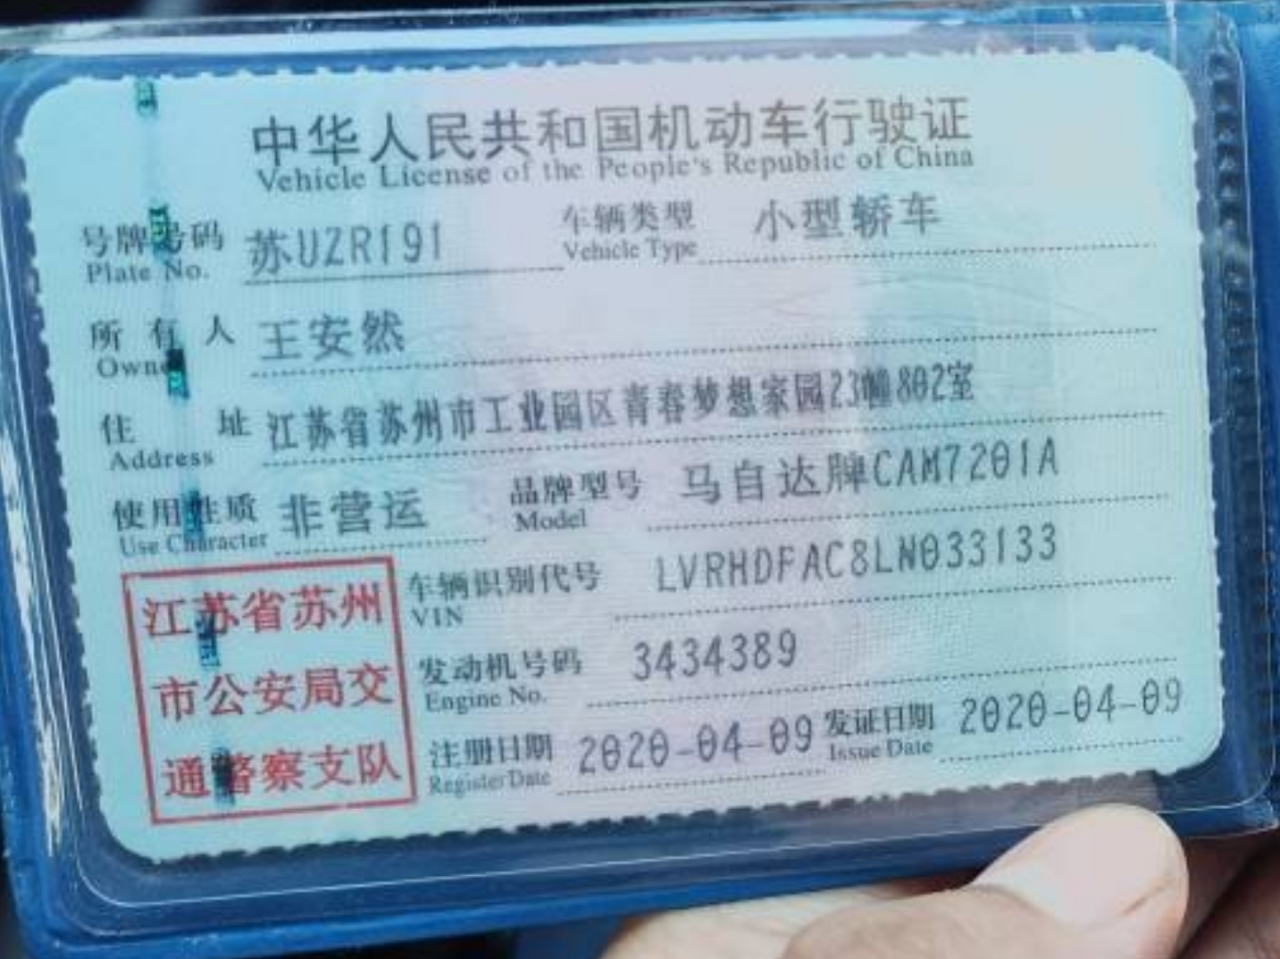 中华人民共和国机动车行驶证
Vehicle License of the People's Republic of China
号牌号码 苏UZR191 车辆类型 小型轿车
Plate No. Vehicle Type
所有人 王安然
Owner
住址 江苏省苏州市工业园区青春梦想家园23幢802室
Address
使用性质 非营运 品牌型号 马自达牌CAM7201A
Use Character Model
江苏省苏州
市公安局交
通警察支队
车辆识别代号 LVRHDFAC8LN033133
VIN
发动机号码 3434389
Engine No.
注册日期 2020-04-09 发证日期 2020-04-09
Register Date Issue Date